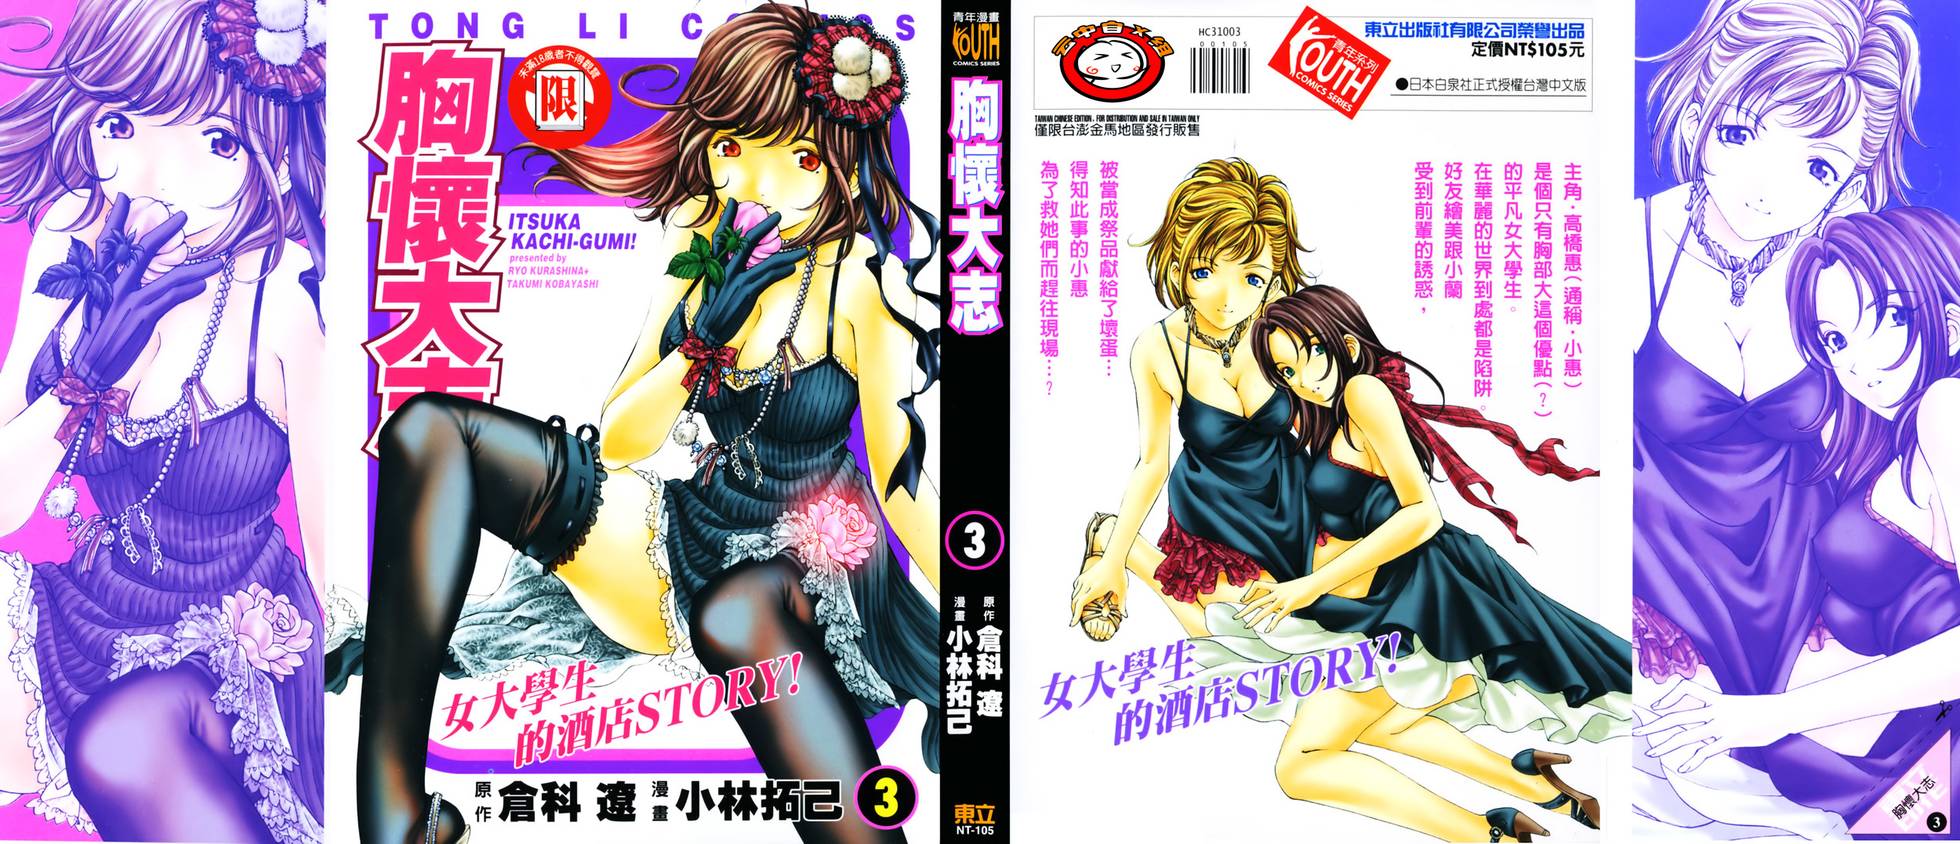 TONG LI COMICS
未滿18歲者不得觀覽
限
胸懷大志
ITSUKA
KACHI-GUMI!
presented by
RYO KURASHINA+
TAKUMI KOBAYASHI
女大學生
的酒店STORY!
原作 倉科 遼 漫畫 小林拓己 3
青年漫畫
YOUTH
COMICS SERIES
胸懷大志
3
原作 倉科 遼
漫畫 小林拓己
東立
NT-105
HC31003
00105
青年系列
YOUTH
COMICS SERIES
東立出版社有限公司榮譽出品
定價NT$105元
●日本白泉社正式授權台灣中文版
TAIWAN CHINESE EDITION, FOR DISTRIBUTION AND SALE IN TAIWAN ONLY
僅限台澎金馬地區發行販售
主角·高橋惠(通稱·小惠)
是個只有胸部大這個優點(?)
的平凡女大學生。
在華麗的世界到處都是陷阱。
好友繪美跟小蘭
受到前輩的誘惑，
被當成祭品獻給了壞蛋…
得知此事的小惠
為了救她們而趕往現場…?
女大學生
的酒店STORY!
胸懷大志
3